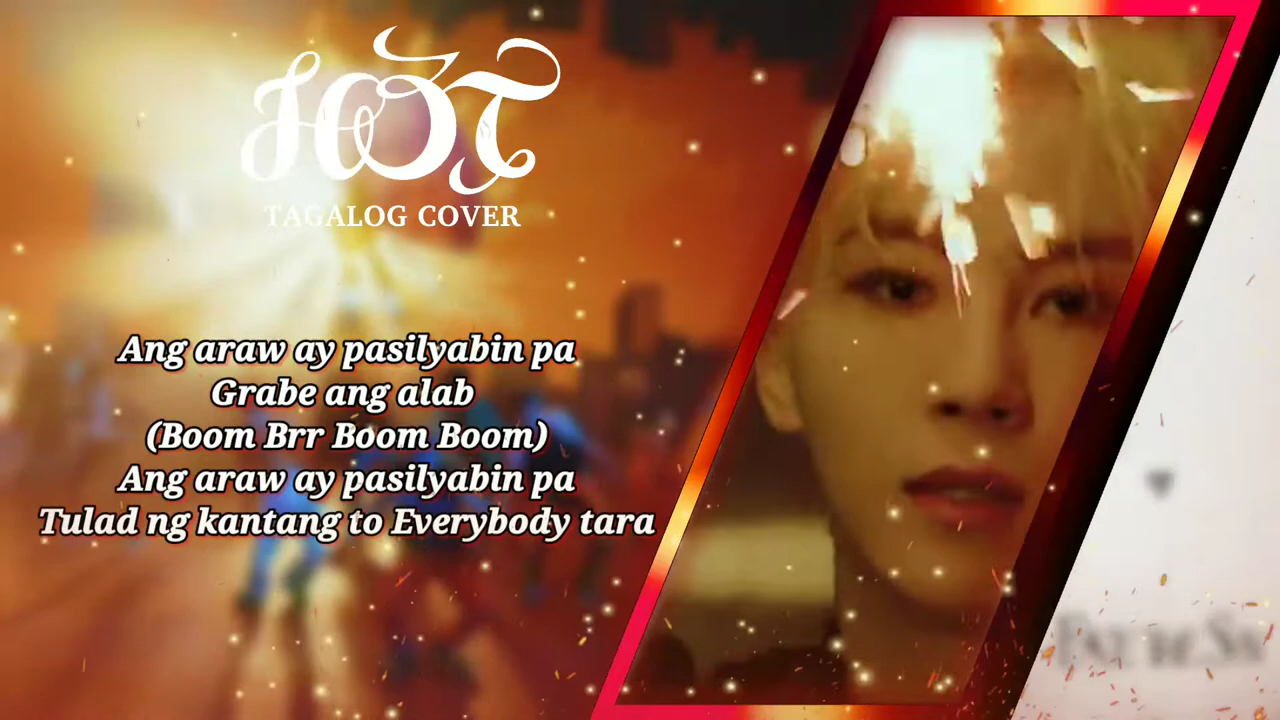 HOT
TAGALOG COVER
Ang araw ay pasilyabin pa
Grabe ang alab
(Boom Brr Boom Boom)
Ang araw ay pasilyabin pa
Tulad ng kantang to Everybody tara